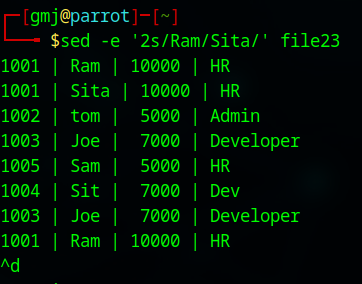 ┌─[gmj@parrot]─[~]
└──╼ $sed -e '2s/Ram/Sita/' file23
1001 | Ram | 10000 | HR
1001 | Sita | 10000 | HR
1002 | tom |  5000 | Admin
1003 | Joe |  7000 | Developer
1005 | Sam |  5000 | HR
1004 | Sit |  7000 | Dev
1003 | Joe |  7000 | Developer
1001 | Ram | 10000 | HR
^d